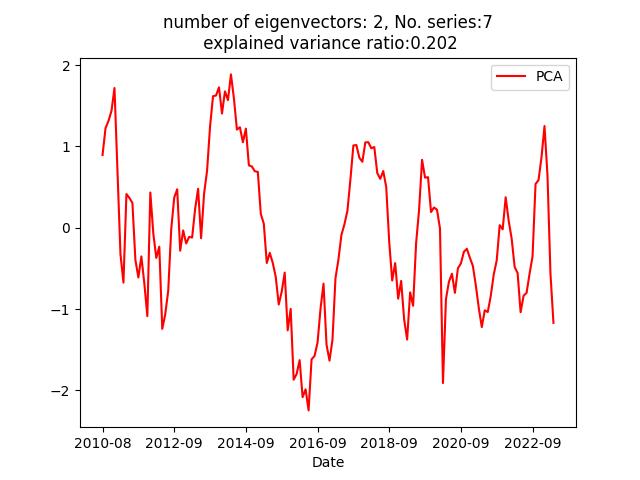 number of eigenvectors: 2, No. series:7
explained variance ratio:0.202
PCA
2
1
0
−1
−2
2010-08 2012-09 2014-09 2016-09 2018-09 2020-09 2022-09
Date